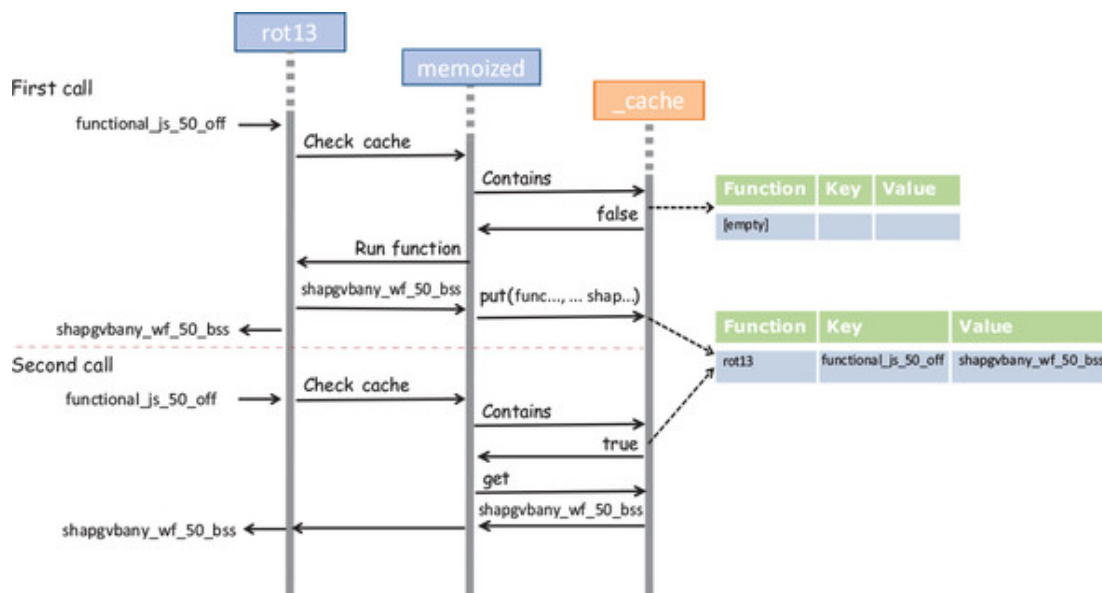 rot13
memoized
_cache
First call
functional_js_50_off
Check cache
Contains
false
Function Key Value
[empty]
Run function
shapgvbany_wf_50_bss
put(func..., ... shap...)
shapgvbany_wf_50_bss
Function Key Value
rot13 functional_js_50_off shapgvbany_wf_50_bss
Second call
functional_js_50_off
Check cache
Contains
true
get
shapgvbany_wf_50_bss
shapgvbany_wf_50_bss